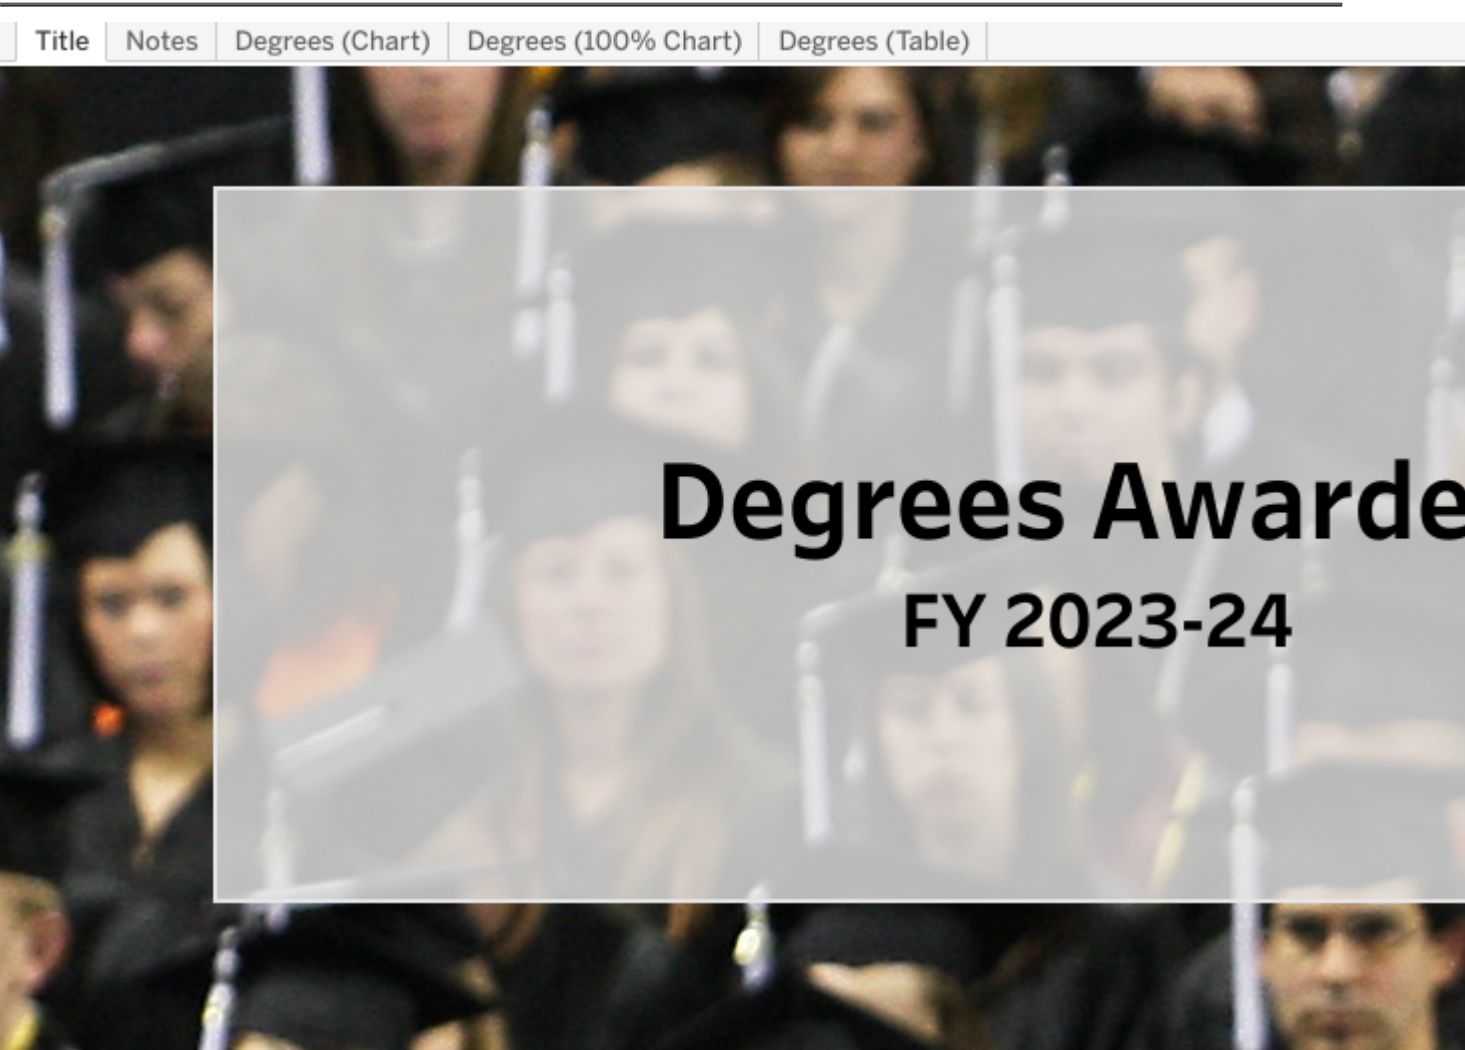 Title Notes Degrees (Chart) Degrees (100% Chart) Degrees (Table)
Degrees Awarde
FY 2023-24